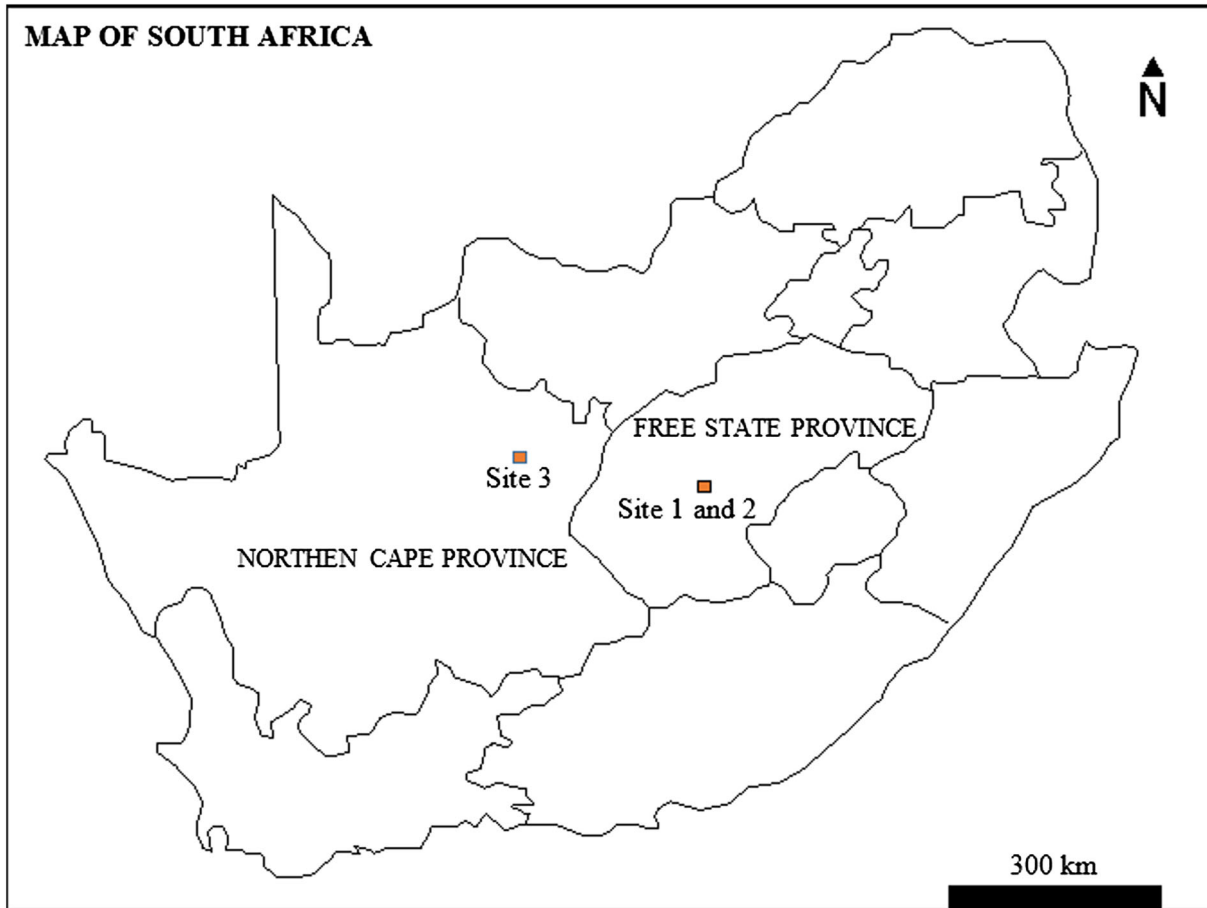 MAP OF SOUTH AFRICA
N
FREE STATE PROVINCE
Site 3
Site 1 and 2
NORTHEN CAPE PROVINCE
300 km